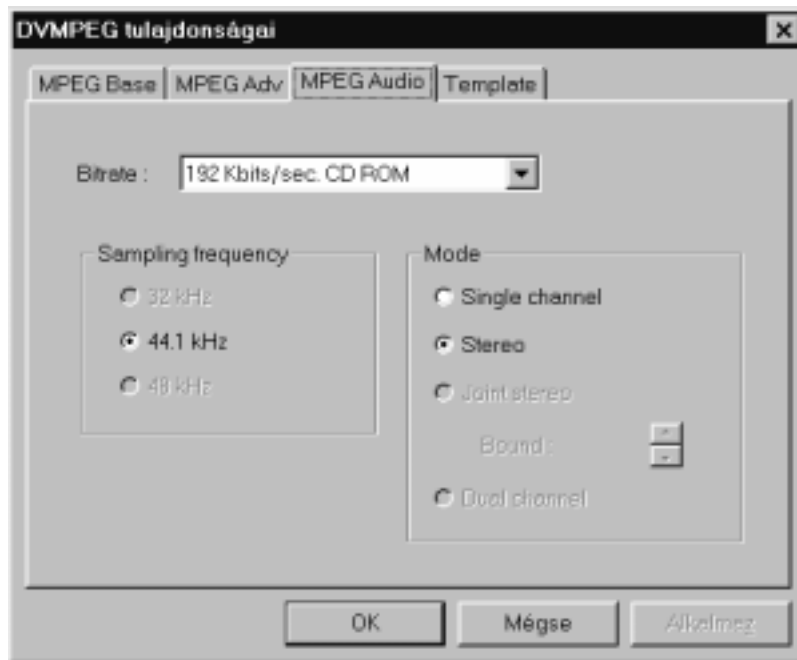 DVMPEG tulajdonságai
MPEG Base MPEG Adv MPEG Audio Template
Bitrate : 192 Kbits/sec. CD ROM
Sampling frequency
32 kHz
44.1 kHz
48 kHz
Mode
Single channel
Stereo
Joint stereo
Bound :
Dual channel
OK Mégse Alkalmaz